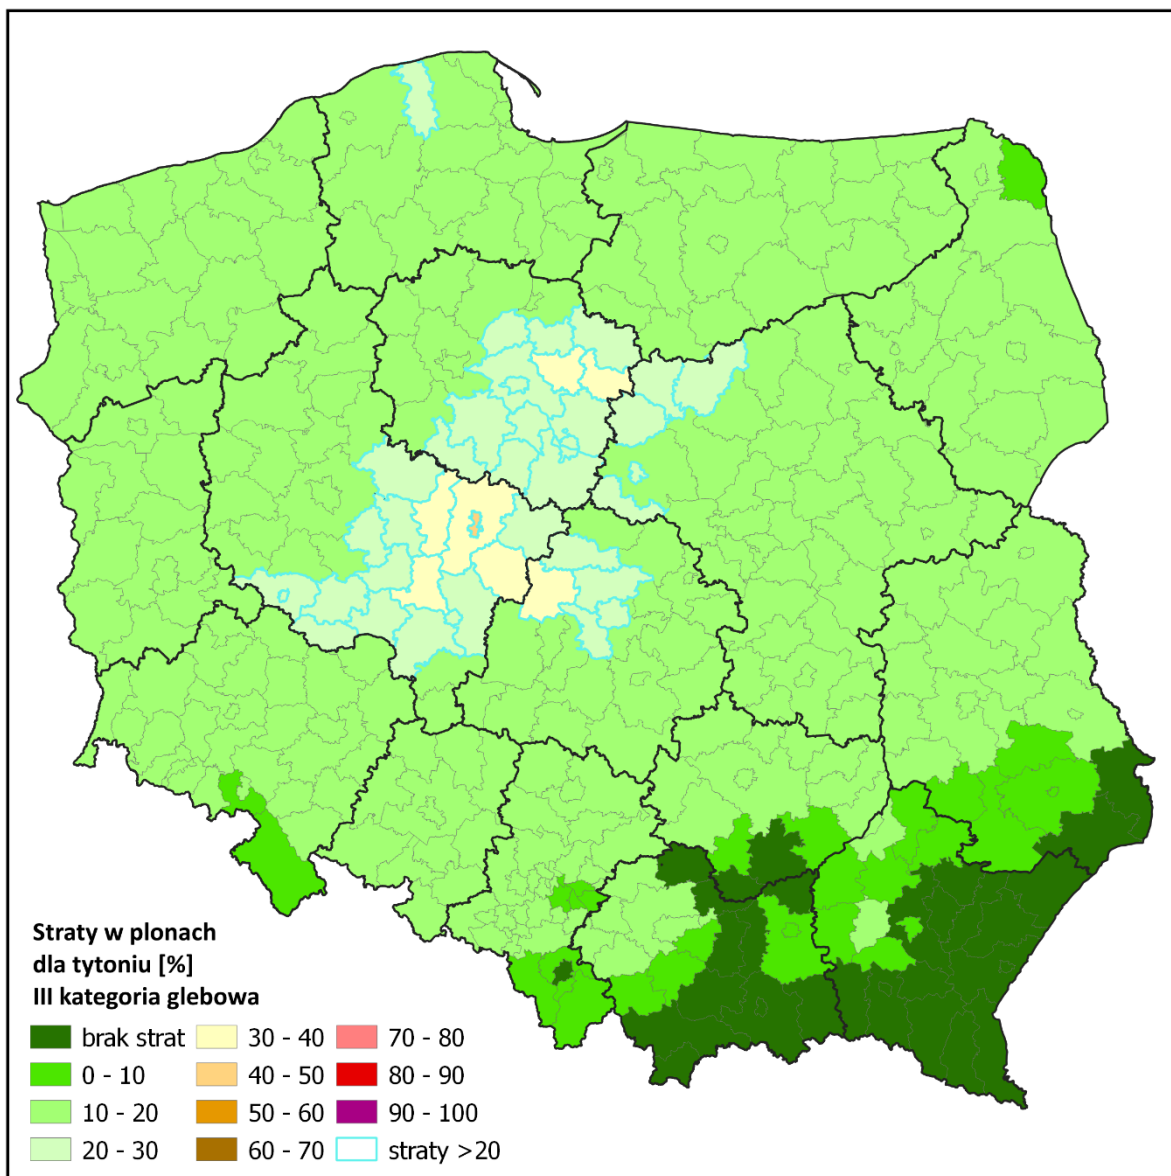 Straty w plonach
dla tytoniu [%]
III kategoria glebowa
brak strat
0 - 10
10 - 20
20 - 30
30 - 40
40 - 50
50 - 60
60 - 70
70 - 80
80 - 90
90 - 100
straty >20